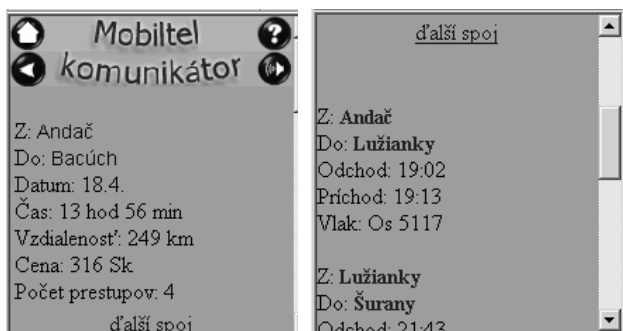 Mobiltel
komunikátor
Z: Andač
Do: Bacúch
Datum: 18.4.
Čas: 13 hod 56 min
Vzdialenosť: 249 km
Cena: 316 Sk
Počet prestupov: 4
ďalší spoj
ďalší spoj
Z: Andač
Do: Lužianky
Odchod: 19:02
Príchod: 19:13
Vlak: Os 5117
Z: Lužianky
Do: Šurany
Odchod: 21:43